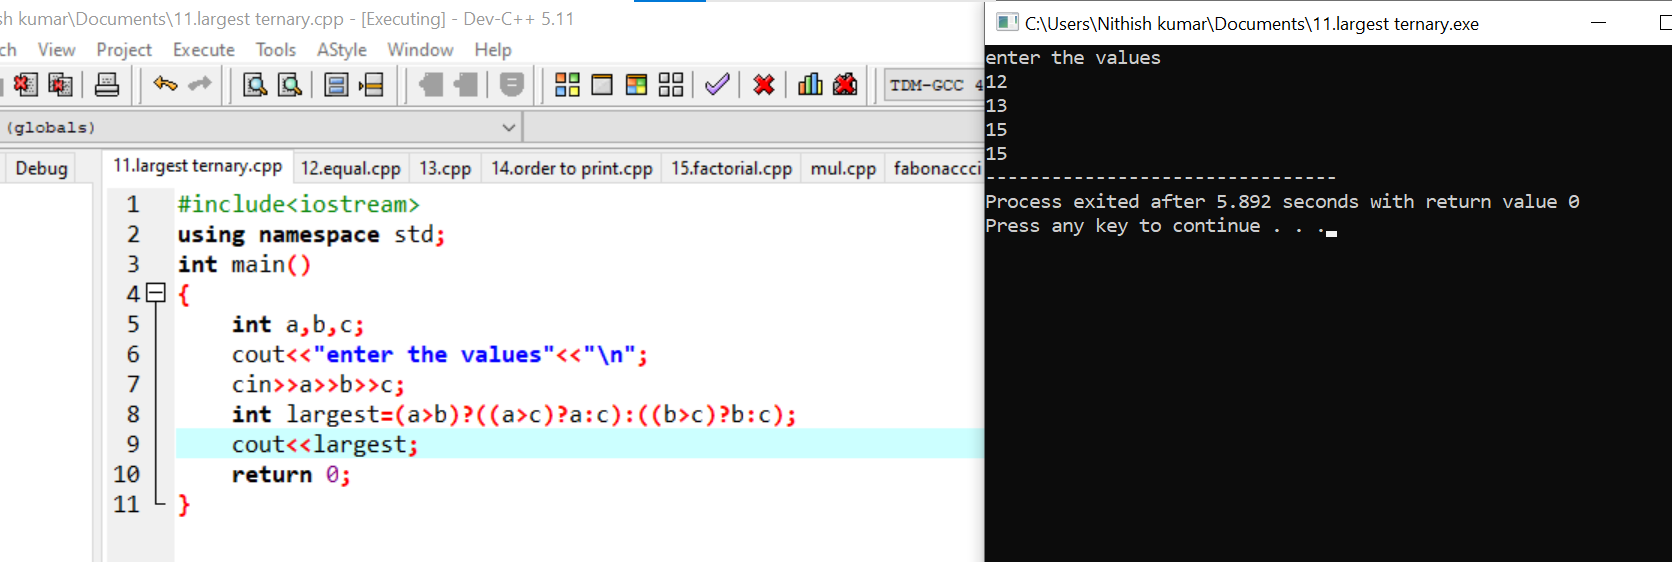 sh kumar\Documents\11.largest ternary.cpp - [Executing] - Dev-C++ 5.11
ch View Project Execute Tools AStyle Window Help
TDM-GCC 4
(globals)
Debug
11.largest ternary.cpp 12.equal.cpp 13.cpp 14.order to print.cpp 15.factorial.cpp mul.cpp fabonaccci
1 #include<iostream>
2 using namespace std;
3 int main()
4 {
5 int a,b,c;
6 cout<<"enter the values"<<"\n";
7 cin>>a>>b>>c;
8 int largest=(a>b)?((a>c)?a:c):((b>c)?b:c);
9 cout<<largest;
10 return 0;
11 }
C:\Users\Nithish kumar\Documents\11.largest ternary.exe
enter the values
12
13
15
15
--------------------------------
Process exited after 5.892 seconds with return value 0
Press any key to continue . . .